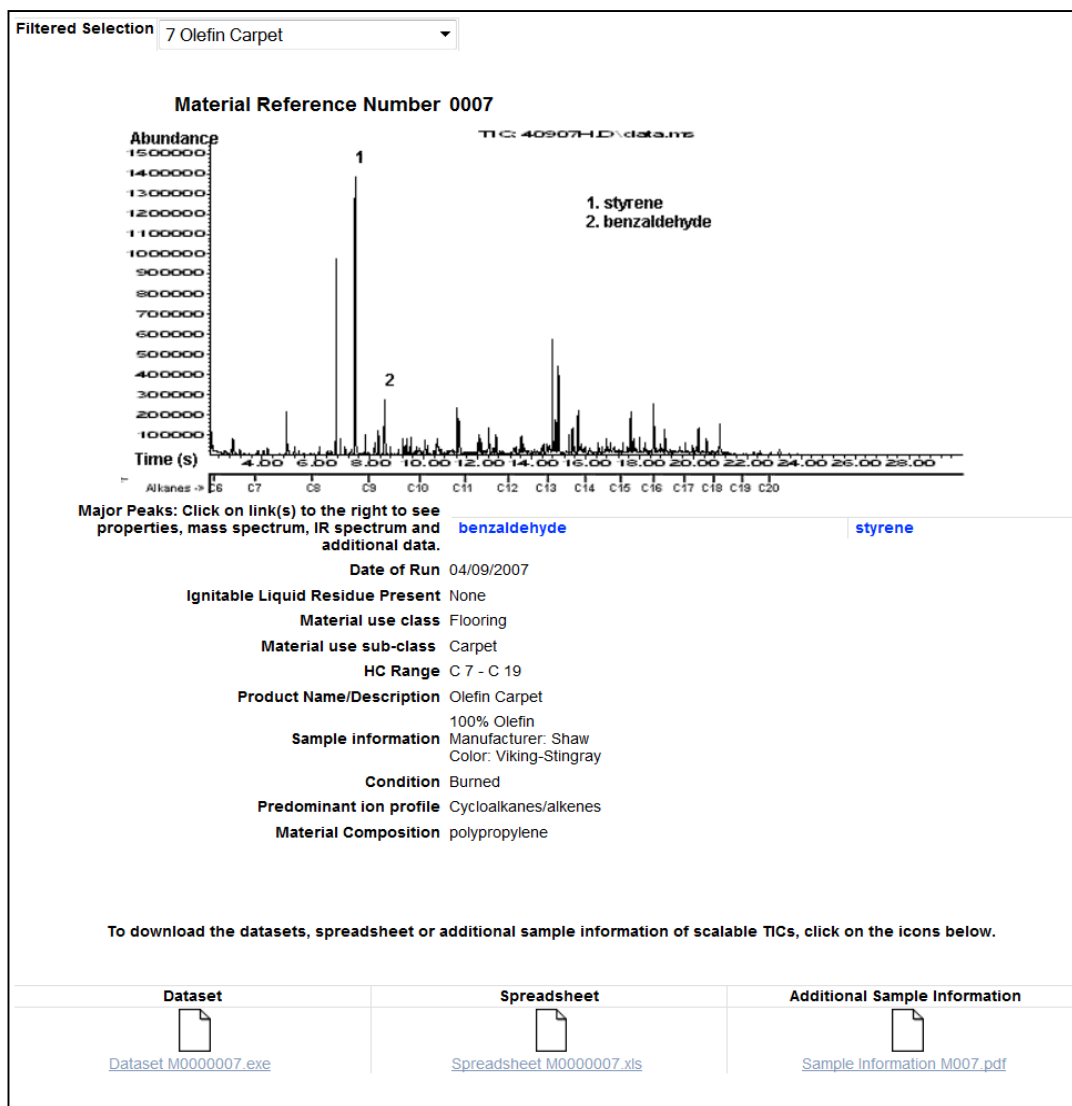 Filtered Selection 7 Olefin Carpet
Material Reference Number 0007
Abundance
TIC: 40907H.D\data.ms
1500000
1400000
1300000
1200000
1100000
1000000
900000
800000
700000
600000
500000
400000
300000
200000
100000
1
2
1. styrene
2. benzaldehyde
Time (s)
4.00 6.00 8.00 10.00 12.00 14.00 16.00 18.00 20.00 22.00 24.00 26.00 28.00
Alkanes -> C6 C7 C8 C9 C10 C11 C12 C13 C14 C15 C16 C17 C18 C19 C20
Major Peaks: Click on link(s) to the right to see
properties, mass spectrum, IR spectrum and
additional data.
benzaldehyde styrene
Date of Run 04/09/2007
Ignitable Liquid Residue Present None
Material use class Flooring
Material use sub-class Carpet
HC Range C 7 - C 19
Product Name/Description Olefin Carpet
Sample information
100% Olefin
Manufacturer: Shaw
Color: Viking-Stingray
Condition Burned
Predominant ion profile Cycloalkanes/alkenes
Material Composition polypropylene
To download the datasets, spreadsheet or additional sample information of scalable TICs, click on the icons below.
Dataset Spreadsheet Additional Sample Information
Dataset M0000007.exe Spreadsheet M0000007.xls Sample Information M007.pdf